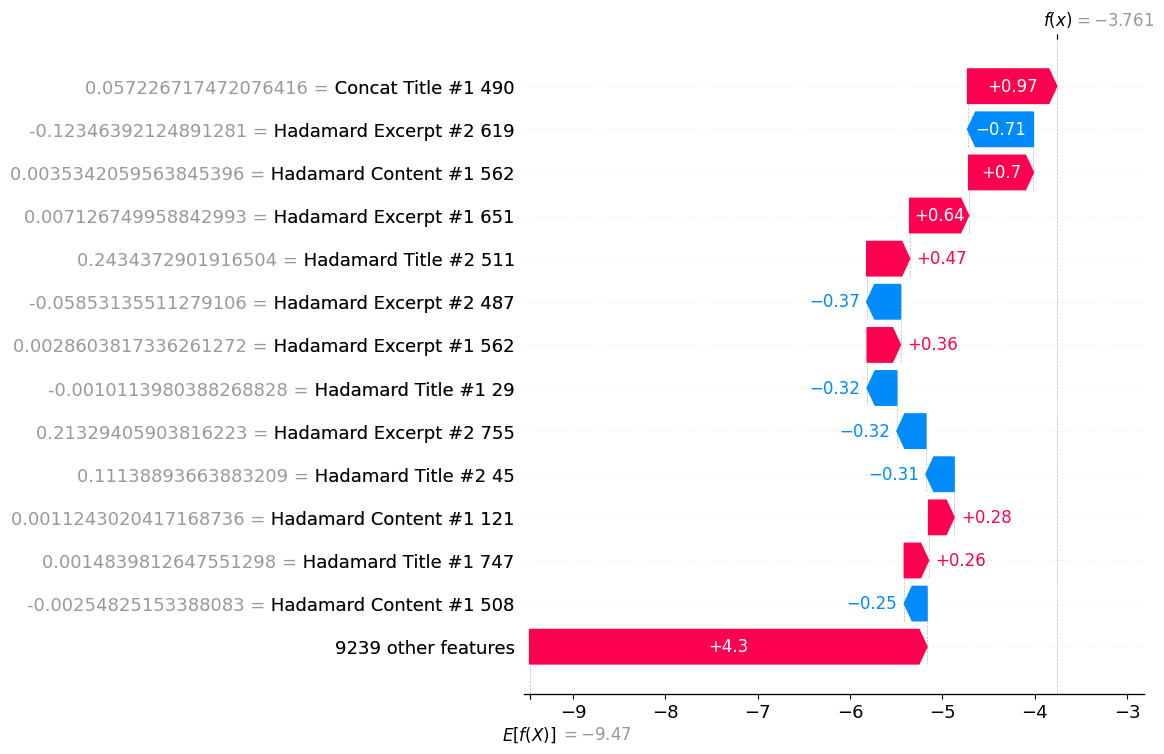 f(x) = −3.761
0.057226717472076416 = Concat Title #1 490 +0.97
-0.12346392124891281 = Hadamard Excerpt #2 619 −0.71
0.0035342059563845396 = Hadamard Content #1 562 +0.7
0.007126749958842993 = Hadamard Excerpt #1 651 +0.64
0.2434372901916504 = Hadamard Title #2 511 +0.47
-0.05853135511279106 = Hadamard Excerpt #2 487 −0.37
0.0028603817336261272 = Hadamard Excerpt #1 562 +0.36
-0.0010113980388268828 = Hadamard Title #1 29 −0.32
0.21329405903816223 = Hadamard Excerpt #2 755 −0.32
0.11138893663883209 = Hadamard Title #2 45 −0.31
0.0011243020417168736 = Hadamard Content #1 121 +0.28
0.0014839812647551298 = Hadamard Title #1 747 +0.26
-0.00254825153388083 = Hadamard Content #1 508 −0.25
9239 other features +4.3
−9 −8 −7 −6 −5 −4 −3
E[f(X)] = −9.47